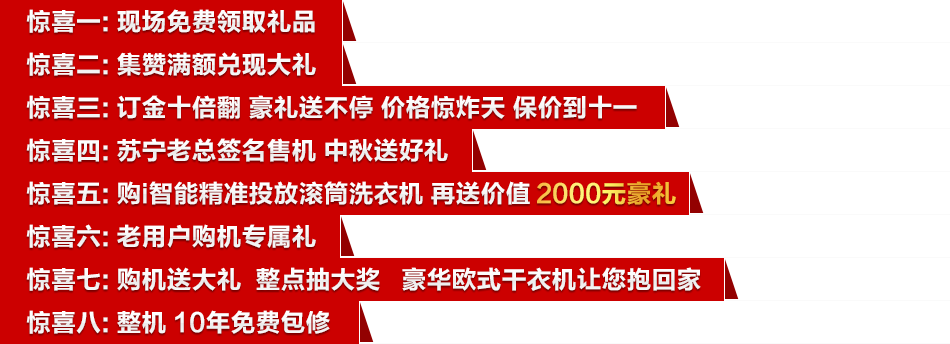 惊喜一: 现场免费领取礼品
惊喜二: 集赞满额兑现大礼
惊喜三: 订金十倍翻 豪礼送不停 价格惊炸天 保价到十一
惊喜四: 苏宁老总签名售机 中秋送好礼
惊喜五: 购i智能精准投放滚筒洗衣机 再送价值 2000元豪礼
惊喜六: 老用户购机专属礼
惊喜七: 购机送大礼 整点抽大奖 豪华欧式干衣机让您抱回家
惊喜八: 整机 10年免费包修